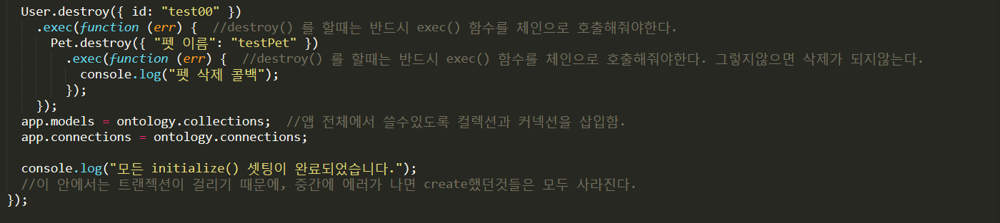 User.destroy({ id: "test00" })
.exec(function (err) {  //destroy() 를 할때는 반드시 exec() 함수를 체인으로 호출해줘야한다.
Pet.destroy({ "펫 이름": "testPet" })
.exec(function (err) {  //destroy() 를 할때는 반드시 exec() 함수를 체인으로 호출해줘야한다. 그렇지않으면 삭제가 되지않는다.
console.log("펫 삭제 콜백");
});
});
app.models = ontology.collections;  //앱 전체에서 쓸수있도록 컬렉션과 커넥션을 삽입함.
app.connections = ontology.connections;
console.log("모든 initialize() 셋팅이 완료되었습니다.");
//이 안에서는 트랜젝션이 걸리기 때문에, 중간에 에러가 나면 create했던것들은 모두 사라진다.
});